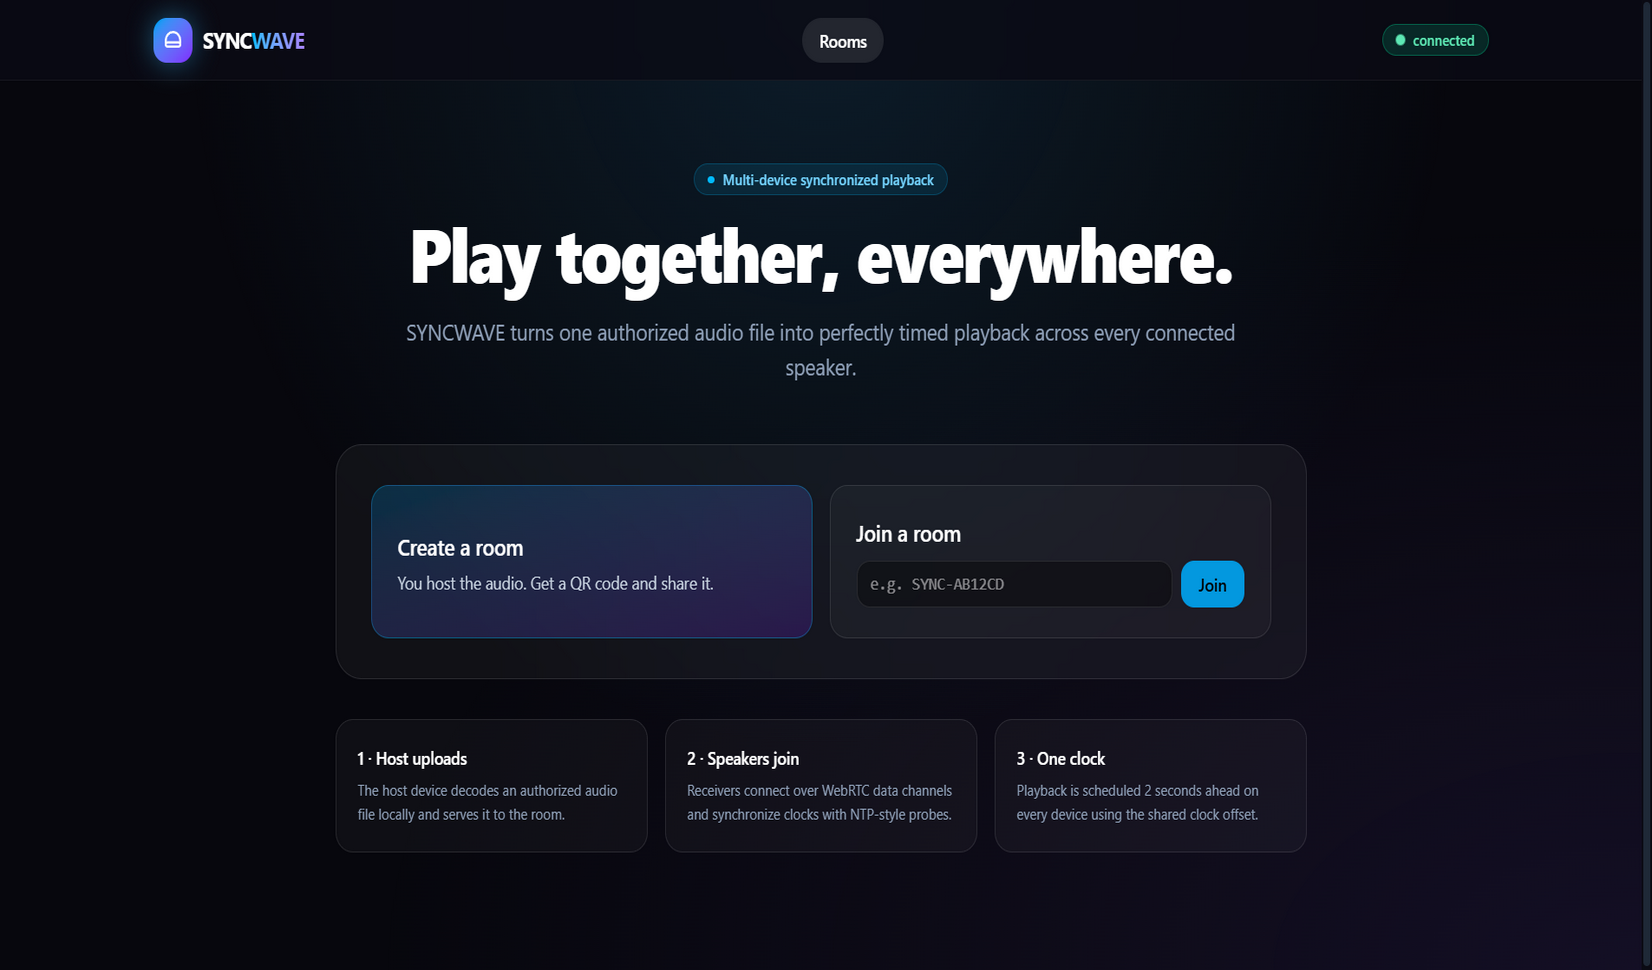 SYNCWAVE
Rooms
connected
Multi-device synchronized playback
Play together, everywhere.
SYNCWAVE turns one authorized audio file into perfectly timed playback across every connected
speaker.
Create a room
You host the audio. Get a QR code and share it.
Join a room
e.g. SYNC-AB12CD
Join
1 · Host uploads
The host device decodes an authorized audio
file locally and serves it to the room.
2 · Speakers join
Receivers connect over WebRTC data channels
and synchronize clocks with NTP-style probes.
3 · One clock
Playback is scheduled 2 seconds ahead on
every device using the shared clock offset.